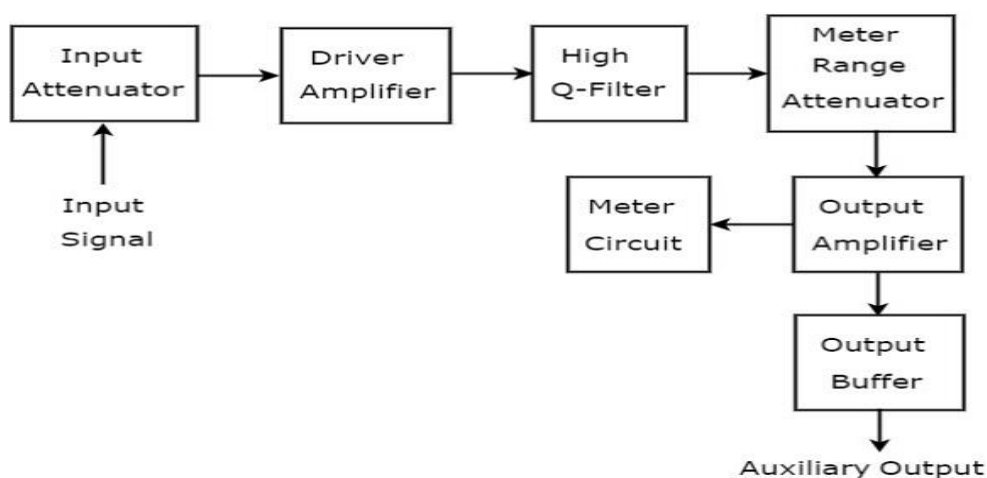 Input
Attenuator
Driver
Amplifier
High
Q-Filter
Meter
Range
Attenuator
Input
Signal
Meter
Circuit
Output
Amplifier
Output
Buffer
Auxiliary Output